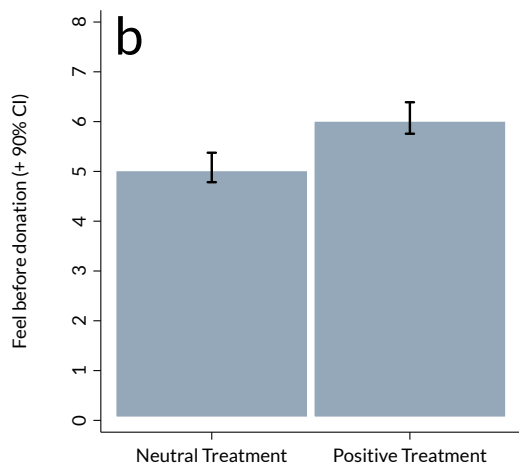 b
Feel before donation (+ 90% CI)
8
7
6
5
4
3
2
1
0
Neutral Treatment
Positive Treatment